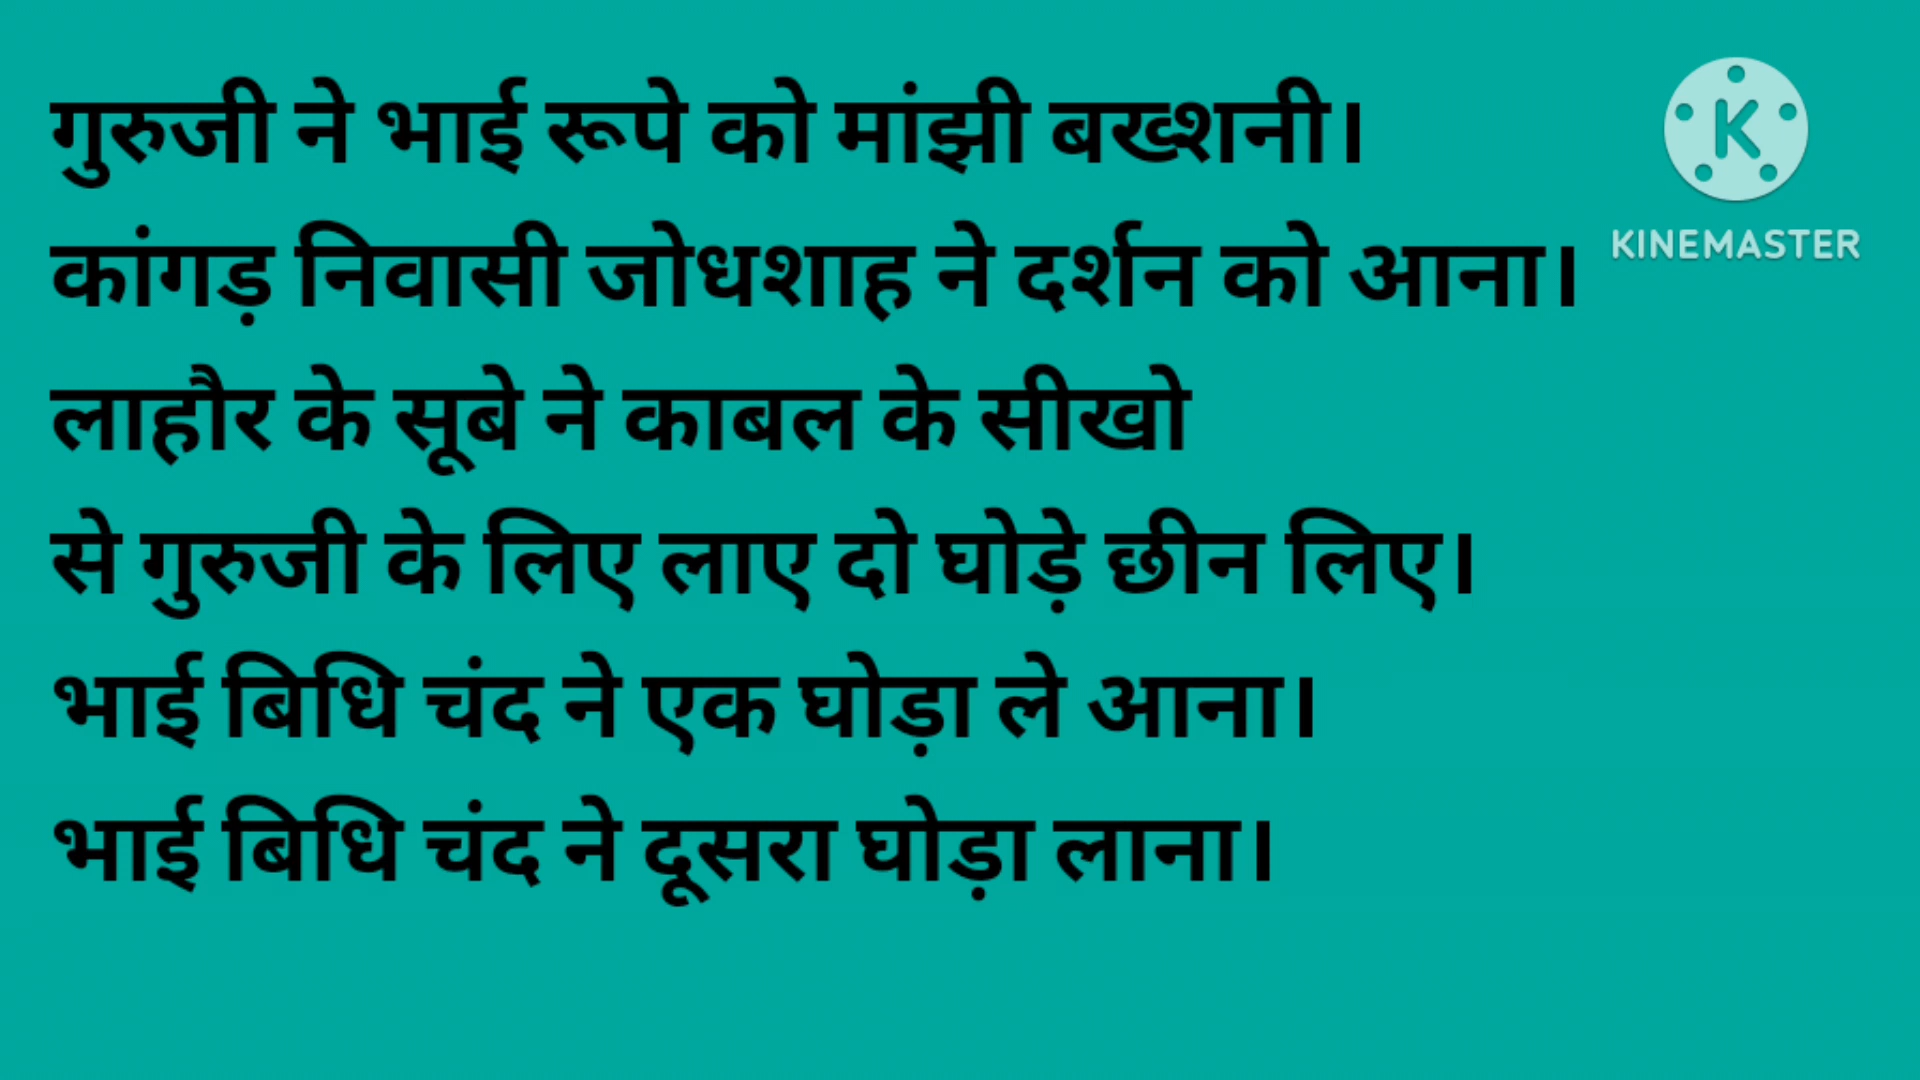 गुरुजी ने भाई रूपे को मांझी बख्शनी।
कांगड़ निवासी जोधशाह ने दर्शन को आना।
लाहौर के सूबे ने काबल के सीखो
से गुरुजी के लिए लाए दो घोड़े छीन लिए।
भाई बिधि चंद ने एक घोड़ा ले आना।
भाई बिधि चंद ने दूसरा घोड़ा लाना।
K
KINEMASTER